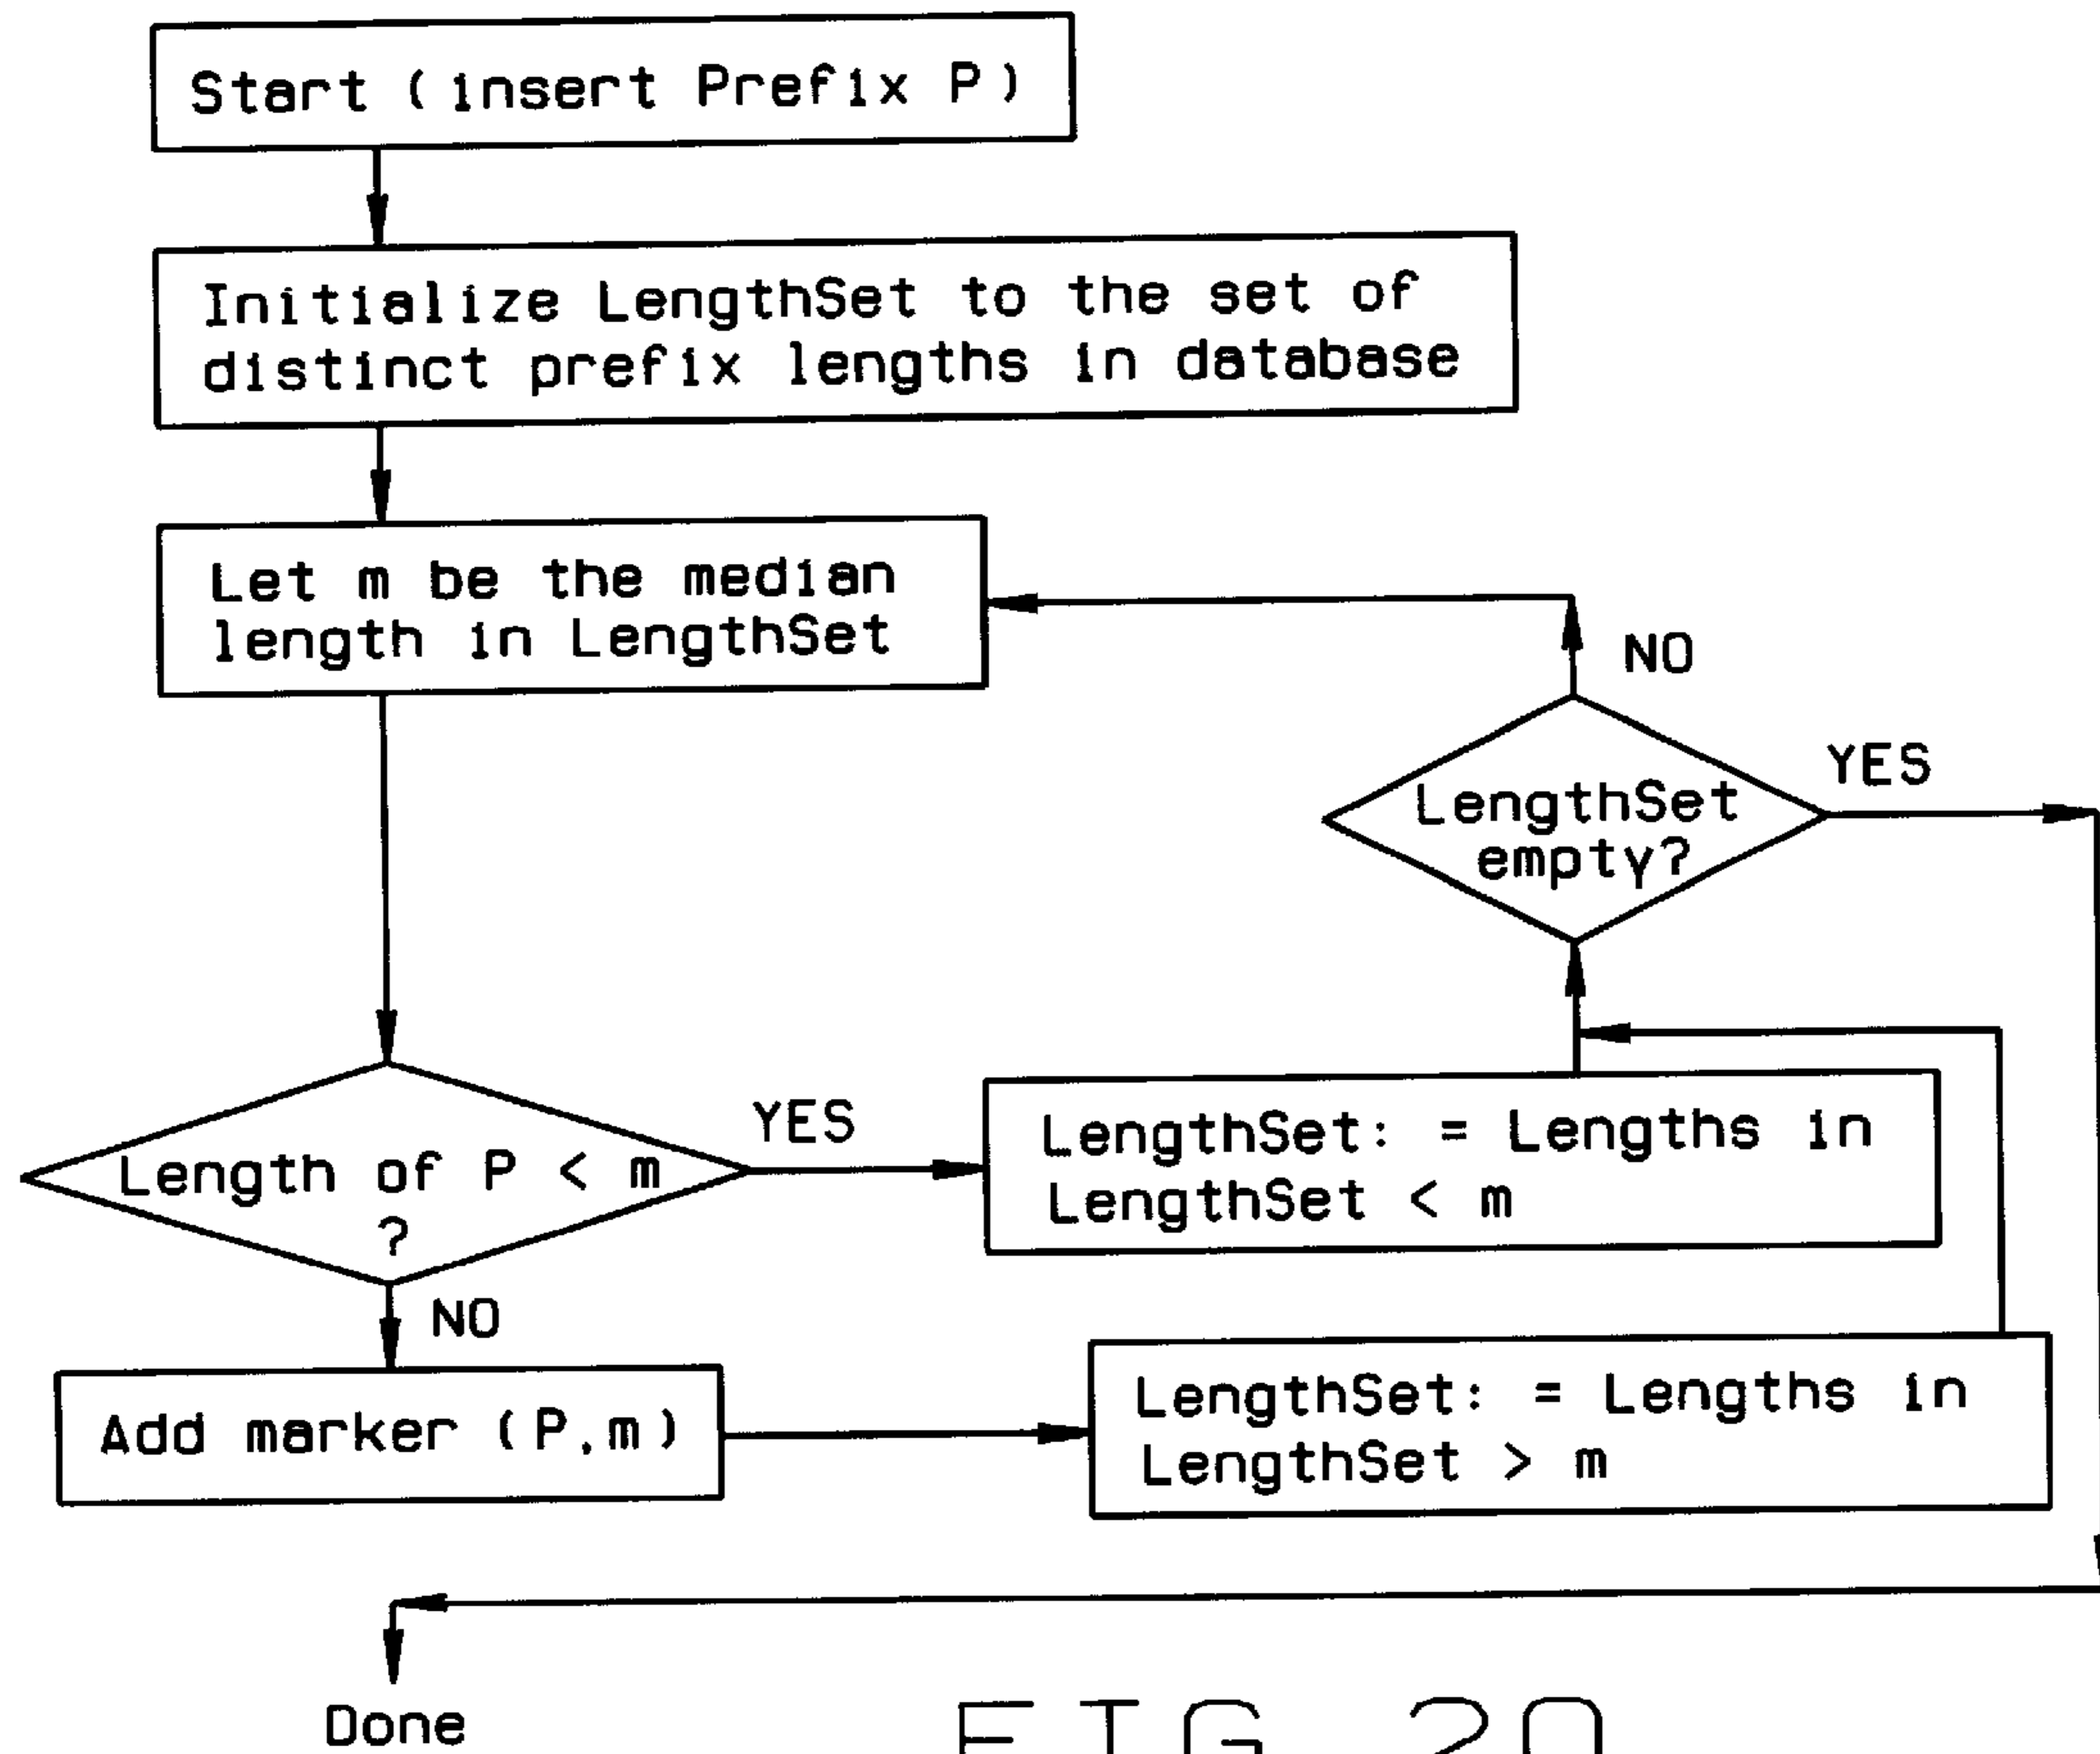 Start (insert Prefix P)
Initialize LengthSet to the set of
distinct prefix lengths in database
Let m be the median
length in LengthSet
NO
LengthSet
empty?
YES
Length of P < m
?
YES
LengthSet: = Lengths in
LengthSet < m
NO
Add marker (P,m)
LengthSet: = Lengths in
LengthSet > m
Done
FIG 20